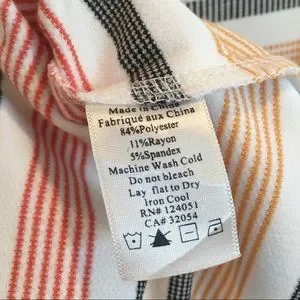 Made in China
Fabriqué aux China
84%Polyester
11%Rayon
5%Spandex
Machine Wash Cold
Do not bleach
Lay flat to Dry
Iron Cool
RN# 124051
CA# 32054